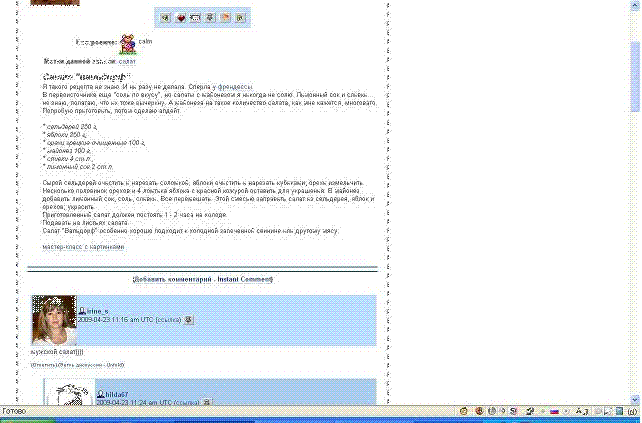 Настроение: calm
Метки данной записи: салат
Салат "Вальдорф"
Я такого рецепта не знаю. И ни разу не делала. Сперла у френдессы.
В первоисточнике еще "соль по вкусу", но салаты с майонезом я никогда не солю. Лимонный сок и сливки...
не знаю, полагаю, что их тоже вычеркну. А майонеза на такое количество салата, как мне кажется, многовато.
Попробую приготовить, потом сделаю апдейт.
* сельдерей 250 г,
* яблоки 250 г,
* орехи грецкие очищенные 100 г,
* майонез 100 г,
* сливки 4 ст.л.,
* лимонный сок 2 ст.л.
Сырой сельдерей очистить и нарезать соломкой, яблоки очистить и нарезать кубиками, орехи измельчить.
Несколько половинок орехов и 4 ломтика яблока с красной кожурой оставить для украшения. В майонез
добавить лимонный сок, соль, сливки. Все перемешать. Этой смесью заправить салат из сельдерея, яблок и
орехов; украсить.
Приготовленный салат должен постоять 1 - 2 часа на холоде.
Подавать на листьях салата.
Салат "Вальдорф" особенно хорошо подходит к холодной запеченной свинине или другому мясу.
мастер-класс с картинками
(Добавить комментарий - Instant Comment)
irine_s
2009-04-23 11:16 am UTC (ссылка)
мужской салат))))
(Ответить) (Ветвь дискуссии - Unfold)
hilda67
2009-04-23 11:24 am UTC (ссылка)
Готово